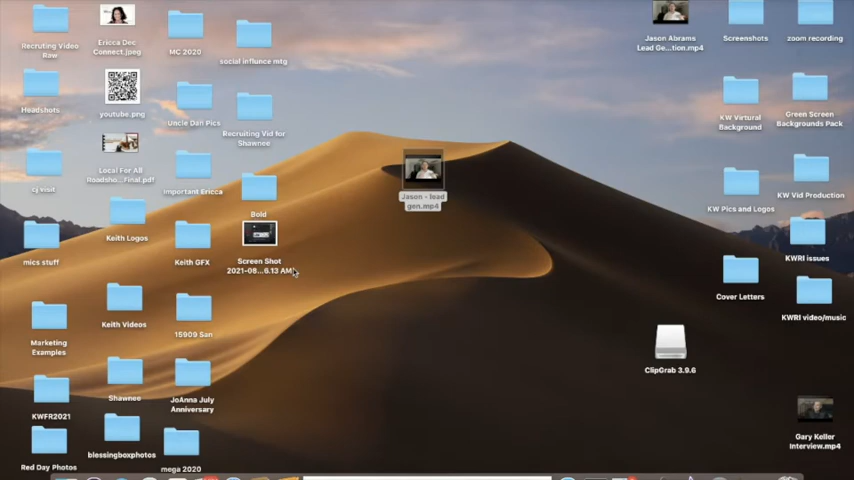 Recruting Video
Raw
Ericca Dec
Connect.jpeg
MC 2020
social influnce mtg
Headshots
youtube.png
Uncle Dan Pics
Recruiting Vid for
Shawnee
cj visit
Local For All
Roadsho...Final.pdf
Important Ericca
Bold
mics stuff
Keith Logos
Keith GFX
Screen Shot
2021-08...6.13 AM
Marketing
Examples
Keith Videos
15909 San
KWFR2021
Shawnee
JoAnna July
Anniversary
Red Day Photos
blessingboxphotos
mega 2020
Jason - lead
gen.mp4
Jason Abrams
Lead Ge...tion.mp4
Screenshots
zoom recording
KW Virtural
Background
Green Screen
Backgrounds Pack
KW Pics and Logos
KW Vid Production
Cover Letters
KWRI issues
KWRI video/music
ClipGrab 3.9.6
Gary Keller
Interview.mp4